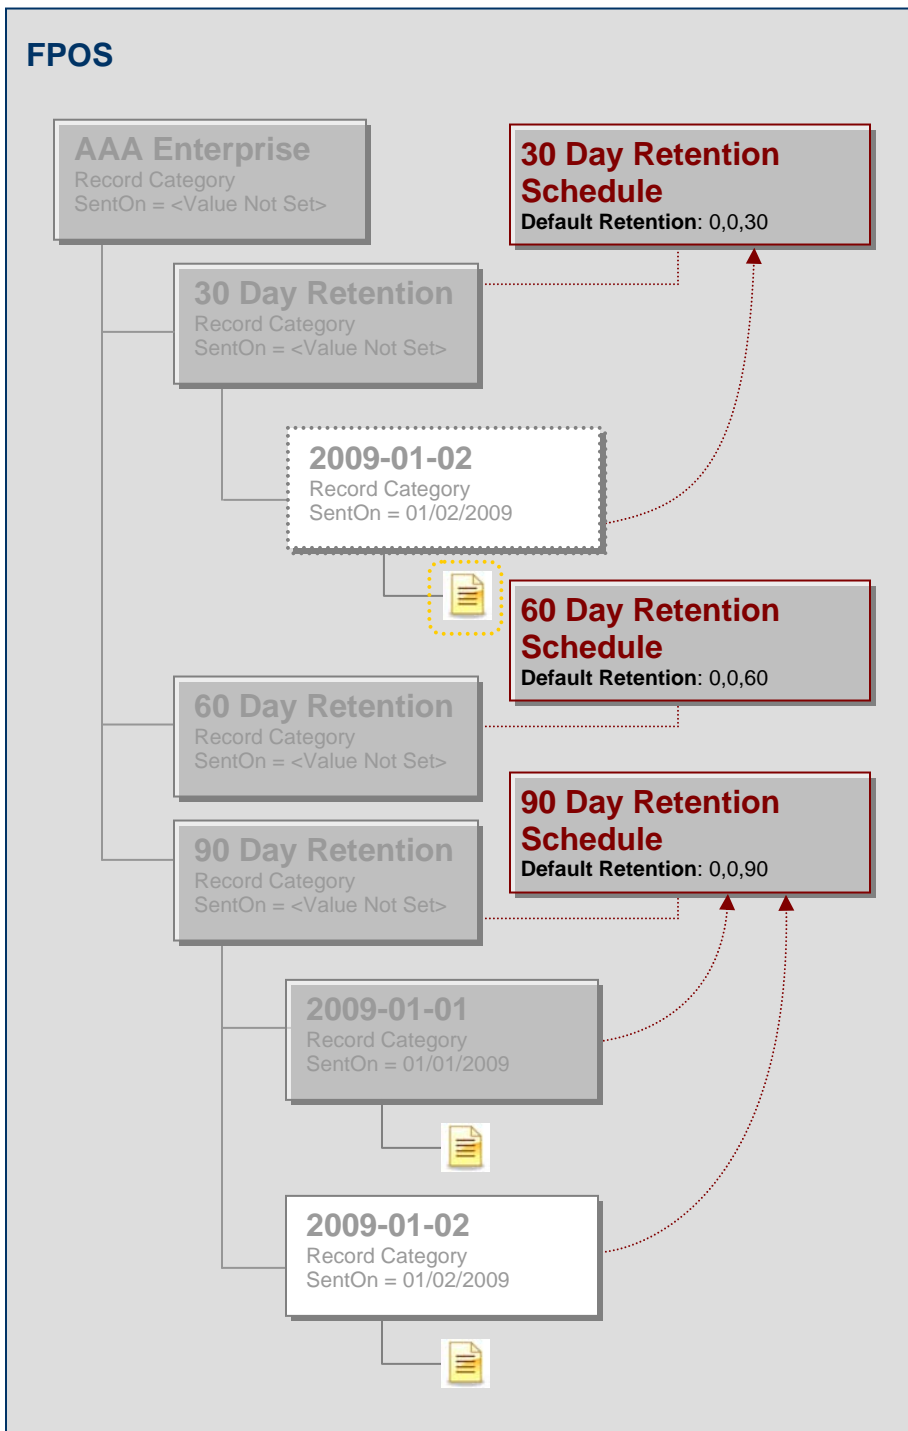 FPOS
AAA Enterprise
Record Category
SentOn = <Value Not Set>
30 Day Retention
Schedule
Default Retention: 0,0,30
30 Day Retention
Record Category
SentOn = <Value Not Set>
2009-01-02
Record Category
SentOn = 01/02/2009
60 Day Retention
Schedule
Default Retention: 0,0,60
60 Day Retention
Record Category
SentOn = <Value Not Set>
90 Day Retention
Schedule
Default Retention: 0,0,90
90 Day Retention
Record Category
SentOn = <Value Not Set>
2009-01-01
Record Category
SentOn = 01/01/2009
2009-01-02
Record Category
SentOn = 01/02/2009